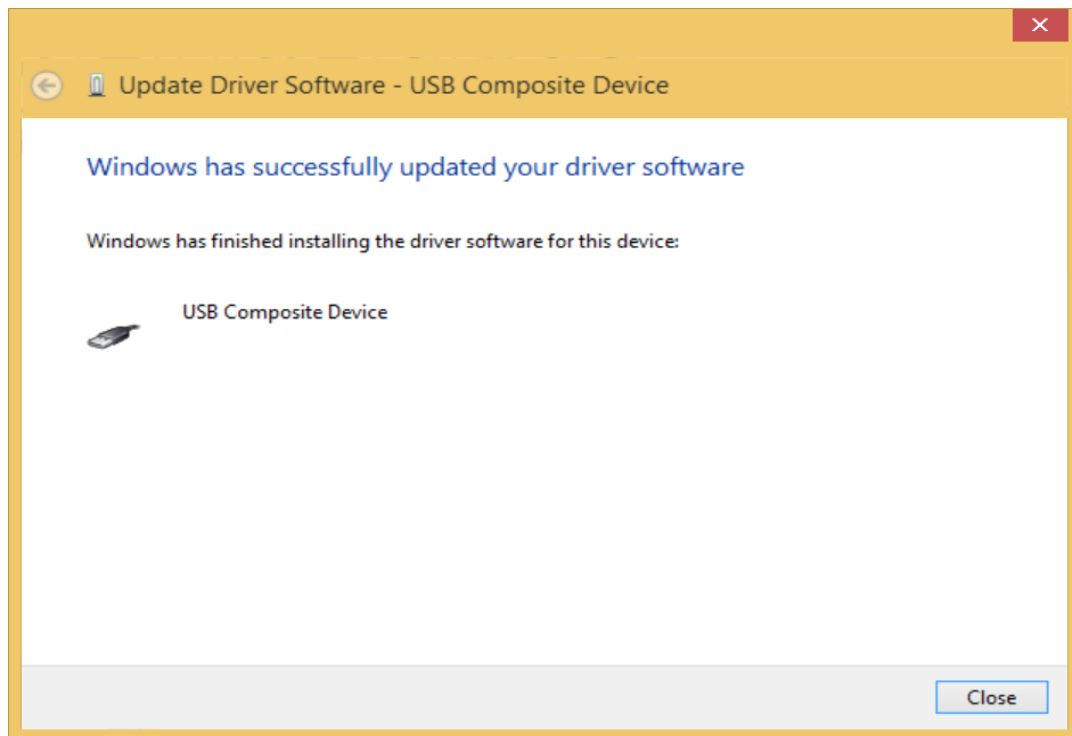 Update Driver Software - USB Composite Device
Windows has successfully updated your driver software
Windows has finished installing the driver software for this device:
USB Composite Device
Close